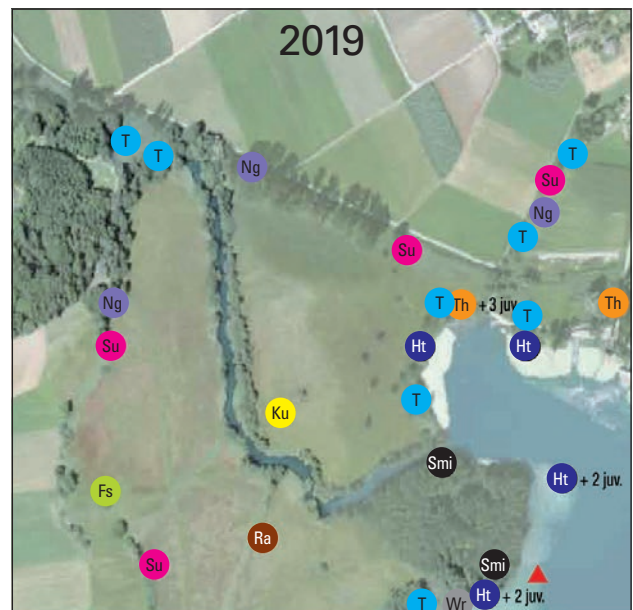 2019
T
T
T
Ng
Su
Ng
T
Su
Ng
T
Th + 3 juv.
T
Th
Su
Ht
Ht
T
Ku
Smi
Ht + 2 juv.
Fs
Ra
Su
Smi
T
Wr
Ht + 2 juv.